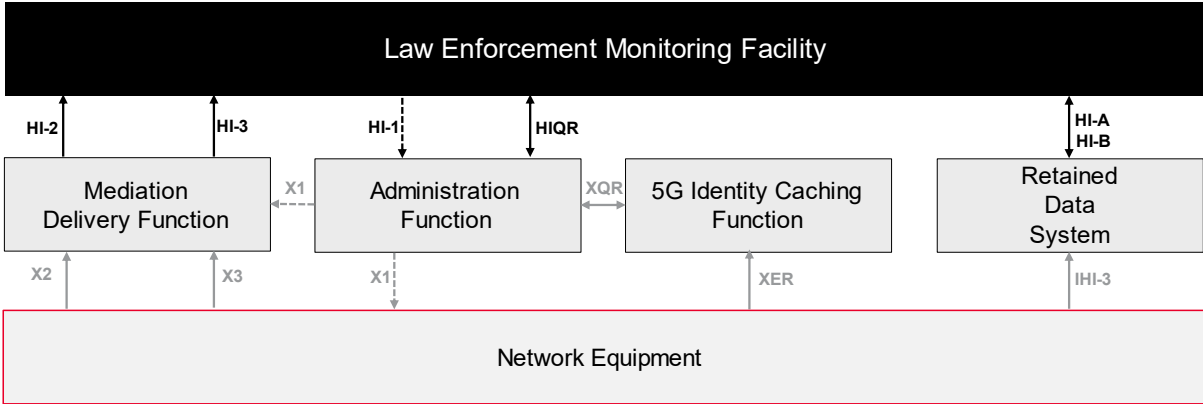 Law Enforcement Monitoring Facility
HI-2
HI-3
HI-1
HIQR
HI-A
HI-B
Mediation
Delivery Function
X1
Administration
Function
XQR
5G Identity Caching
Function
Retained
Data
System
X2
X3
X1
XER
IHI-3
Network Equipment